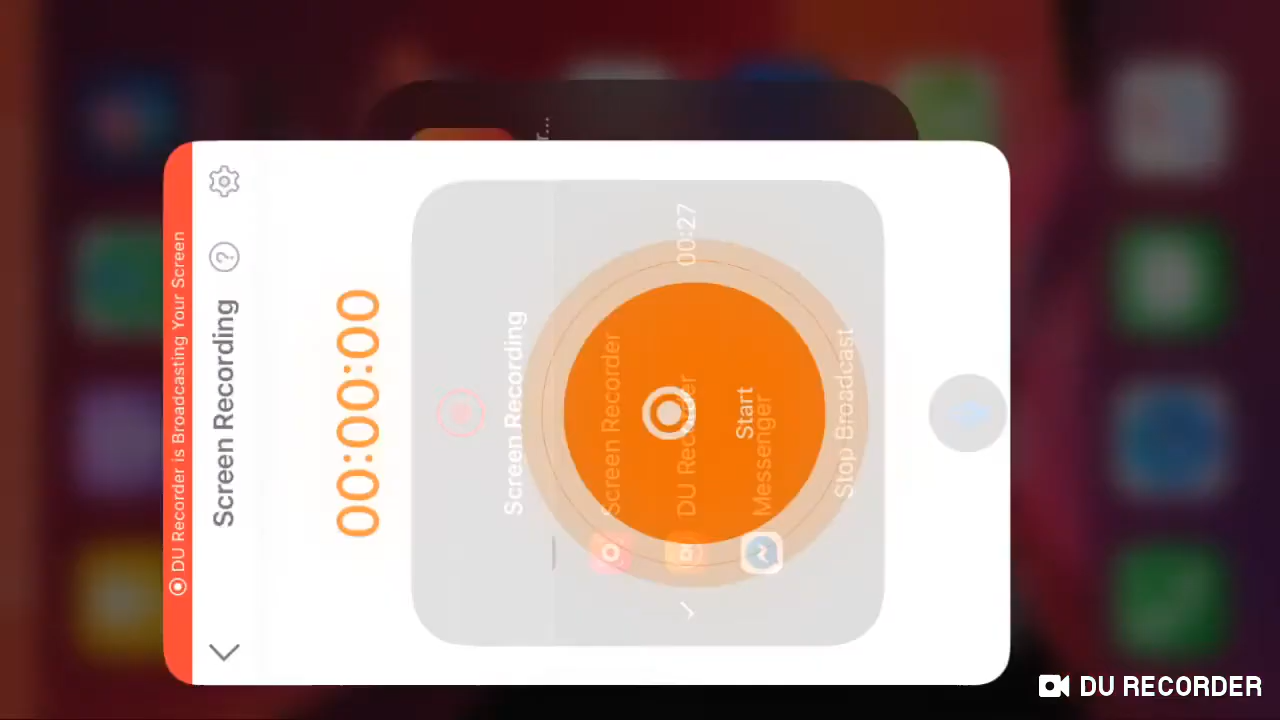 DU Recorder is Broadcasting Your Screen
Screen Recording
00:00:00
Screen Recording
Screen Recorder
DU Recorder
00:27
Start
Messenger
Stop Broadcast
DU RECORDER